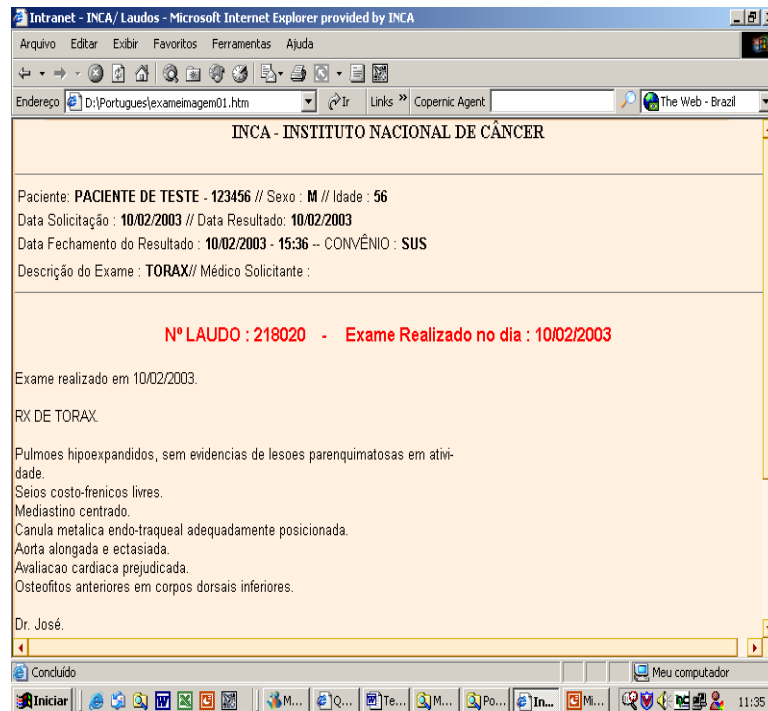 Intranet - INCA/ Laudos - Microsoft Internet Explorer provided by INCA
Arquivo Editar Exibir Favoritos Ferramentas Ajuda
Endereço D:\Portugues\exameimagem01.htm Ir Links » Copernic Agent The Web - Brazil
INCA - INSTITUTO NACIONAL DE CÂNCER
Paciente: PACIENTE DE TESTE - 123456 // Sexo : M // Idade : 56
Data Solicitação : 10/02/2003 // Data Resultado: 10/02/2003
Data Fechamento do Resultado : 10/02/2003 - 15:36 -- CONVÊNIO : SUS
Descrição do Exame : TORAX// Médico Solicitante :
Nº LAUDO : 218020 - Exame Realizado no dia : 10/02/2003
Exame realizado em 10/02/2003.
RX DE TORAX.
Pulmoes hipoexpandidos, sem evidencias de lesoes parenquimatosas em ativi-
dade.
Seios costo-frenicos livres.
Mediastino centrado.
Canula metalica endo-traqueal adequadamente posicionada.
Aorta alongada e ectasiada.
Avaliacao cardiaca prejudicada.
Osteofitos anteriores em corpos dorsais inferiores.
Dr. José.
Concluído Meu computador
Iniciar M... Q... Te... M... Po... In... Mi... 11:35